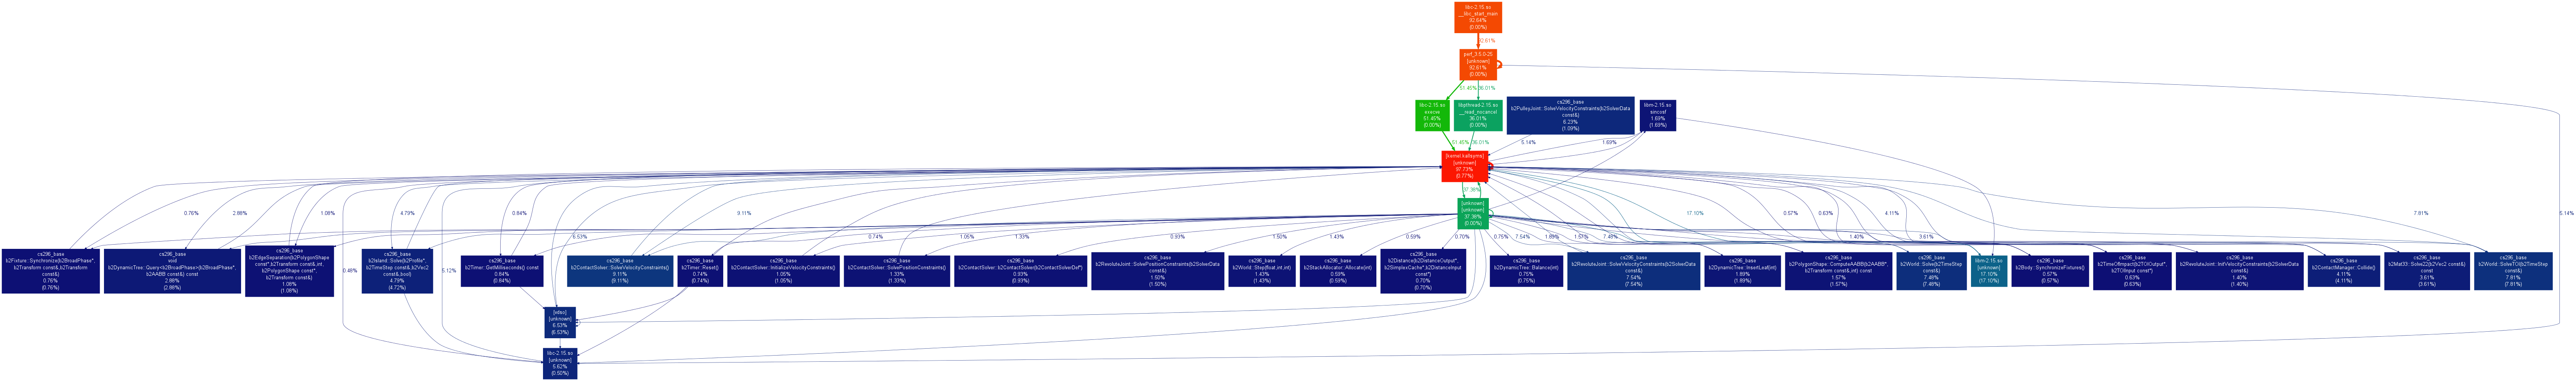 libc-2.15.so
__libc_start_main
92.64%
(0.00%)
92.61%
perf_3.5.0-25
[unknown]
92.61%
(0.00%)
51.45%
36.01%
libc-2.15.so
execve
51.45%
(0.00%)
libpthread-2.15.so
__read_nocancel
36.01%
(0.00%)
cs296_base
b2PulleyJoint::SolveVelocityConstraints(b2SolverData
const&)
6.23%
(1.09%)
libm-2.15.so
sincosf
1.69%
(1.69%)
51.45%
36.01%
5.14%
1.69%
[kernel.kallsyms]
[unknown]
97.73%
(0.77%)
37.39%
[unknown]
[unknown]
37.39%
(0.00%)
0.76%
2.88%
1.08%
4.79%
0.84%
9.11%
17.10%
0.57%
0.63%
4.11%
7.81%
5.14%
0.48%
5.12%
6.53%
0.74%
1.05%
1.33%
0.93%
1.50%
1.43%
0.59%
0.70%
0.75%
7.54%
1.89%
1.57%
7.48%
1.40%
3.61%
cs296_base
b2Fixture::Synchronize(b2BroadPhase*,
b2Transform const&,b2Transform
const&)
0.76%
(0.76%)
cs296_base
void
b2DynamicTree::Query<b2BroadPhase>(b2BroadPhase*,
b2AABB const&) const
2.88%
(2.88%)
cs296_base
b2EdgeSeparation(b2PolygonShape
const*,b2Transform const&,int,
b2PolygonShape const*,
b2Transform const&)
1.08%
(1.08%)
cs296_base
b2Island::Solve(b2Profile*,
b2TimeStep const&,b2Vec2
const&,bool)
4.79%
(4.72%)
cs296_base
b2Timer::GetMilliseconds() const
0.84%
(0.84%)
cs296_base
b2ContactSolver::SolveVelocityConstraints()
9.11%
(9.11%)
cs296_base
b2Timer::Reset()
0.74%
(0.74%)
cs296_base
b2ContactSolver::InitializeVelocityConstraints()
1.05%
(1.05%)
cs296_base
b2ContactSolver::SolvePositionConstraints()
1.33%
(1.33%)
cs296_base
b2ContactSolver::b2ContactSolver(b2ContactSolverDef*)
0.93%
(0.93%)
cs296_base
b2RevoluteJoint::SolvePositionConstraints(b2SolverData
const&)
1.50%
(1.50%)
cs296_base
b2World::Step(float,int,int)
1.43%
(1.43%)
cs296_base
b2StackAllocator::Allocate(int)
0.59%
(0.59%)
cs296_base
b2Distance(b2DistanceOutput*,
b2SimplexCache*,b2DistanceInput
const*)
0.70%
(0.70%)
cs296_base
b2DynamicTree::Balance(int)
0.75%
(0.75%)
cs296_base
b2RevoluteJoint::SolveVelocityConstraints(b2SolverData
const&)
7.54%
(7.54%)
cs296_base
b2DynamicTree::InsertLeaf(int)
1.89%
(1.89%)
cs296_base
b2PolygonShape::ComputeAABB(b2AABB*,
b2Transform const&,int) const
1.57%
(1.57%)
cs296_base
b2World::Solve(b2TimeStep
const&)
7.48%
(7.48%)
libm-2.15.so
[unknown]
17.10%
(17.10%)
cs296_base
b2Body::SynchronizeFixtures()
0.57%
(0.57%)
cs296_base
b2TimeOfImpact(b2TOIOutput*,
b2TOIInput const*)
0.63%
(0.63%)
cs296_base
b2RevoluteJoint::InitVelocityConstraints(b2SolverData
const&)
1.40%
(1.40%)
cs296_base
b2ContactManager::Collide()
4.11%
(4.11%)
cs296_base
b2Mat33::Solve22(b2Vec2 const&)
const
3.61%
(3.61%)
cs296_base
b2World::SolveTOI(b2TimeStep
const&)
7.81%
(7.81%)
[vdso]
[unknown]
6.53%
(6.53%)
libc-2.15.so
[unknown]
5.62%
(0.50%)